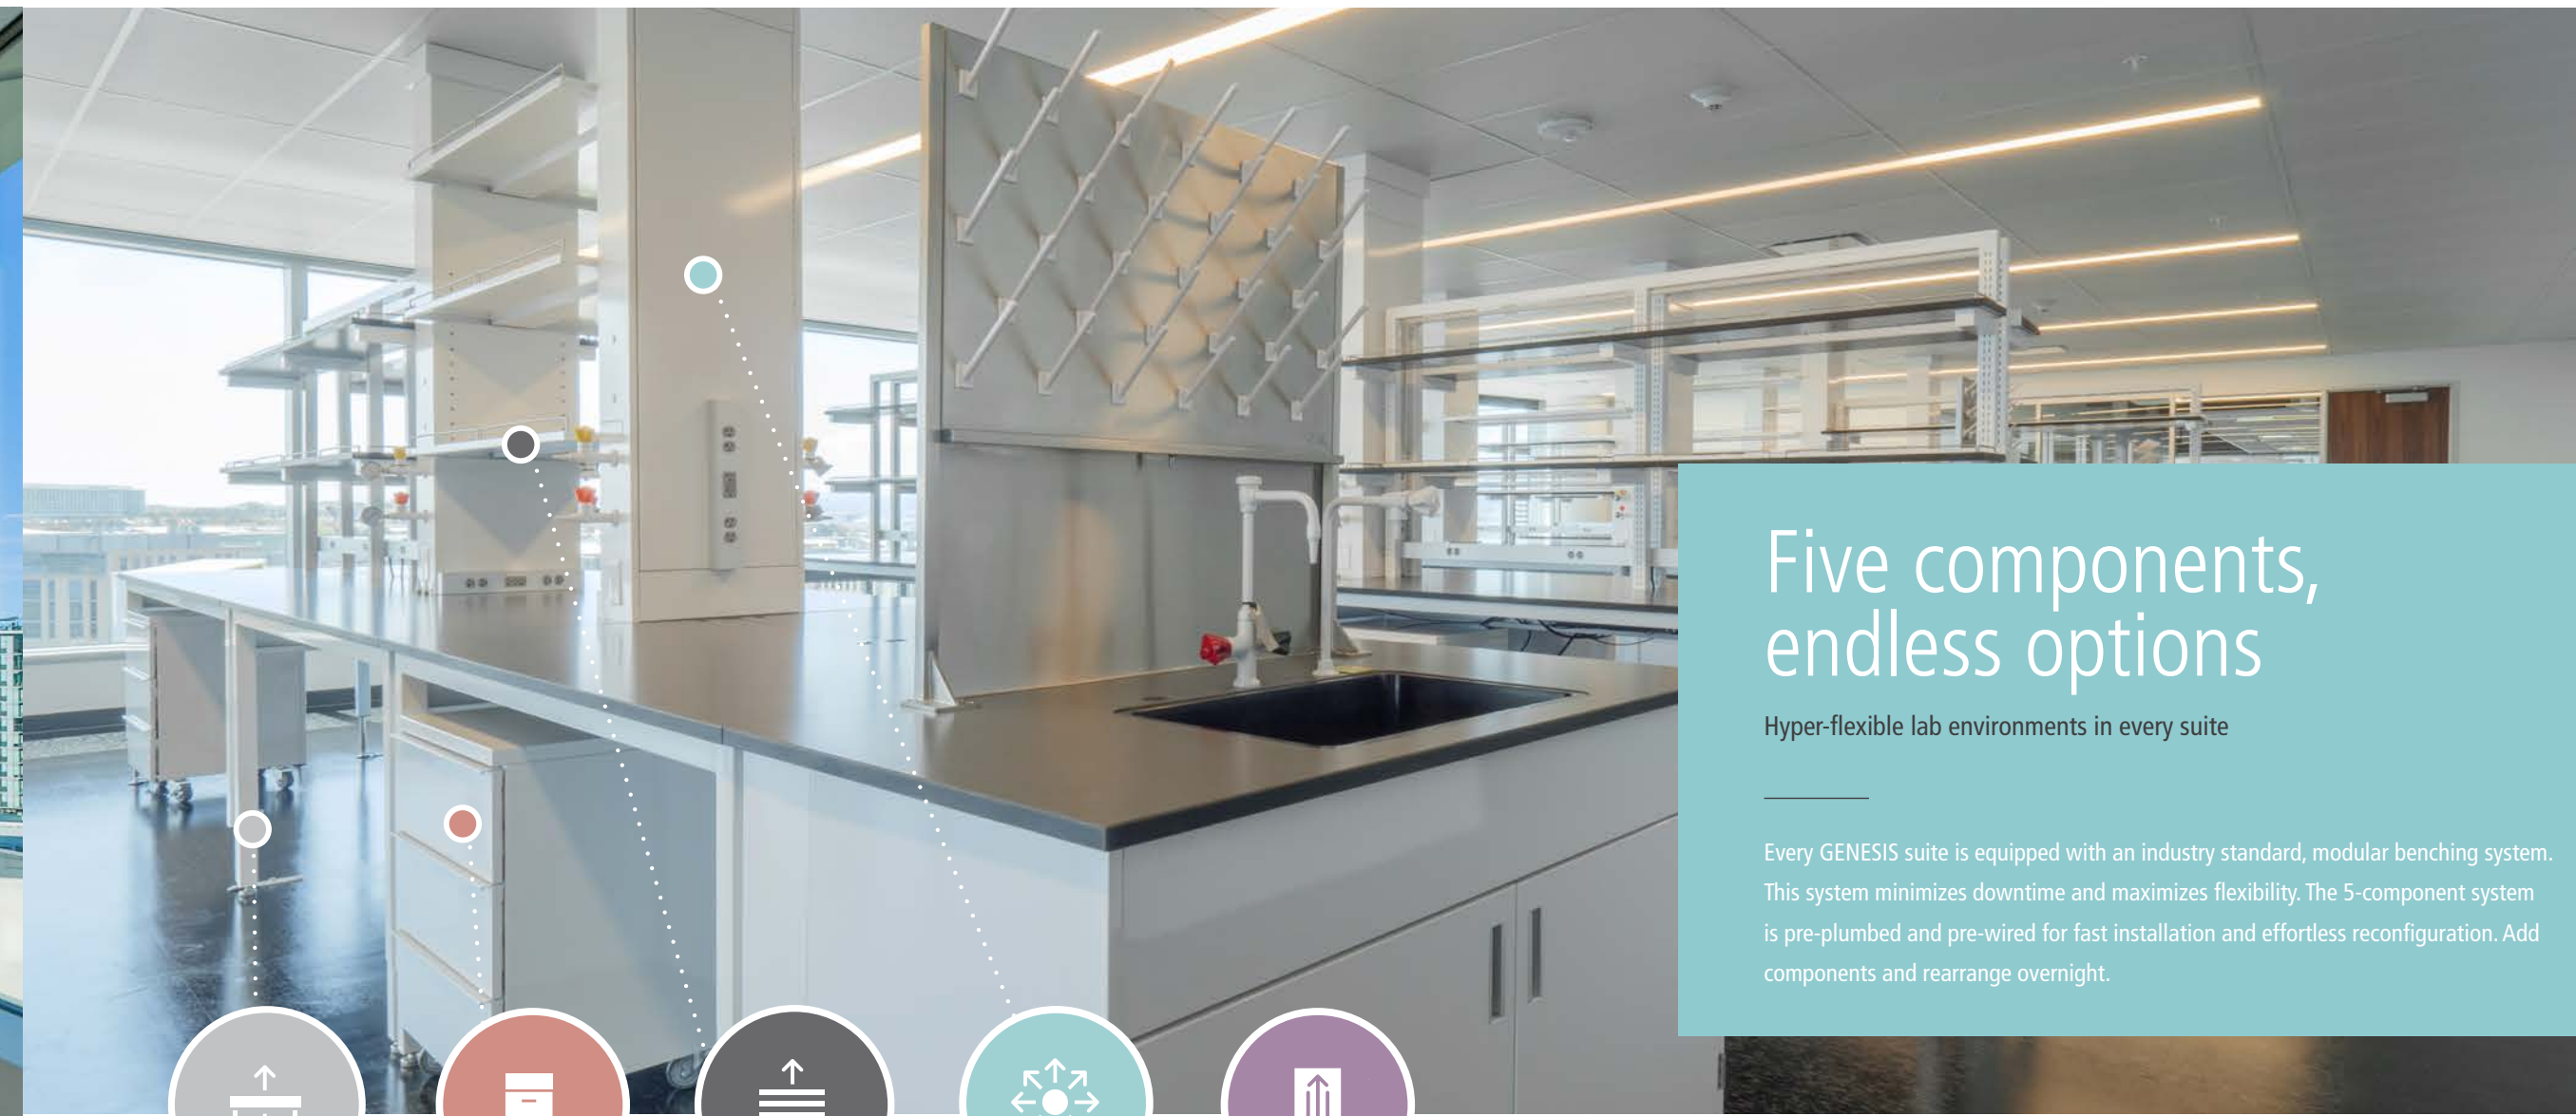 Five components,
endless options
Hyper-flexible lab environments in every suite
Every GENESIS suite is equipped with an industry standard, modular benching system.
This system minimizes downtime and maximizes flexibility. The 5-component system
is pre-plumbed and pre-wired for fast installation and effortless reconfiguration. Add
components and rearrange overnight.